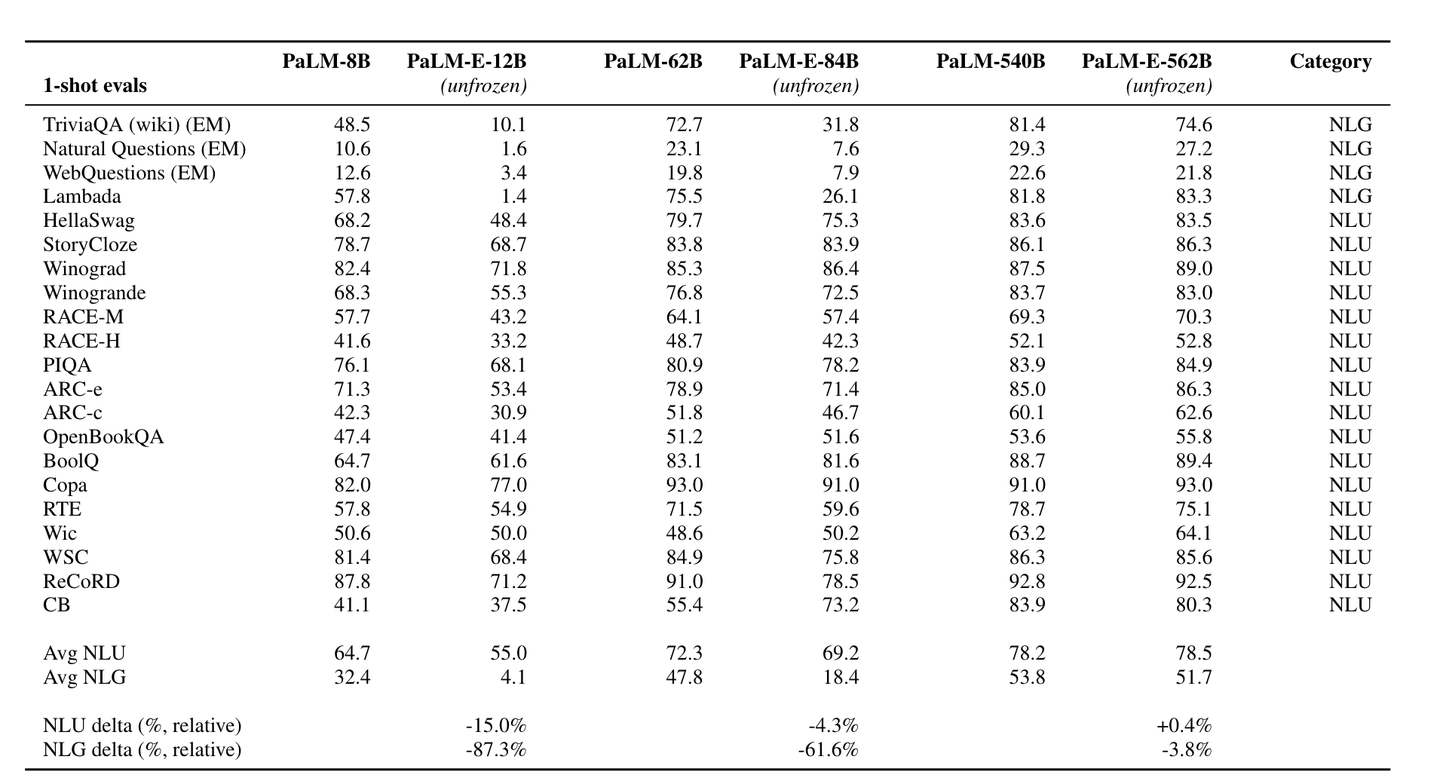 PaLM-8B PaLM-E-12B PaLM-62B PaLM-E-84B PaLM-540B PaLM-E-562B Category
1-shot evals (unfrozen) (unfrozen) (unfrozen)
TriviaQA (wiki) (EM) 48.5 10.1 72.7 31.8 81.4 74.6 NLG
Natural Questions (EM) 10.6 1.6 23.1 7.6 29.3 27.2 NLG
WebQuestions (EM) 12.6 3.4 19.8 7.9 22.6 21.8 NLG
Lambada 57.8 1.4 75.5 26.1 81.8 83.3 NLG
HellaSwag 68.2 48.4 79.7 75.3 83.6 83.5 NLU
StoryCloze 78.7 68.7 83.8 83.9 86.1 86.3 NLU
Winograd 82.4 71.8 85.3 86.4 87.5 89.0 NLU
Winogrande 68.3 55.3 76.8 72.5 83.7 83.0 NLU
RACE-M 57.7 43.2 64.1 57.4 69.3 70.3 NLU
RACE-H 41.6 33.2 48.7 42.3 52.1 52.8 NLU
PIQA 76.1 68.1 80.9 78.2 83.9 84.9 NLU
ARC-e 71.3 53.4 78.9 71.4 85.0 86.3 NLU
ARC-c 42.3 30.9 51.8 46.7 60.1 62.6 NLU
OpenBookQA 47.4 41.4 51.2 51.6 53.6 55.8 NLU
BoolQ 64.7 61.6 83.1 81.6 88.7 89.4 NLU
Copa 82.0 77.0 93.0 91.0 91.0 93.0 NLU
RTE 57.8 54.9 71.5 59.6 78.7 75.1 NLU
Wic 50.6 50.0 48.6 50.2 63.2 64.1 NLU
WSC 81.4 68.4 84.9 75.8 86.3 85.6 NLU
ReCoRD 87.8 71.2 91.0 78.5 92.8 92.5 NLU
CB 41.1 37.5 55.4 73.2 83.9 80.3 NLU
Avg NLU 64.7 55.0 72.3 69.2 78.2 78.5
Avg NLG 32.4 4.1 47.8 18.4 53.8 51.7
NLU delta (%, relative) -15.0% -4.3% +0.4%
NLG delta (%, relative) -87.3% -61.6% -3.8%